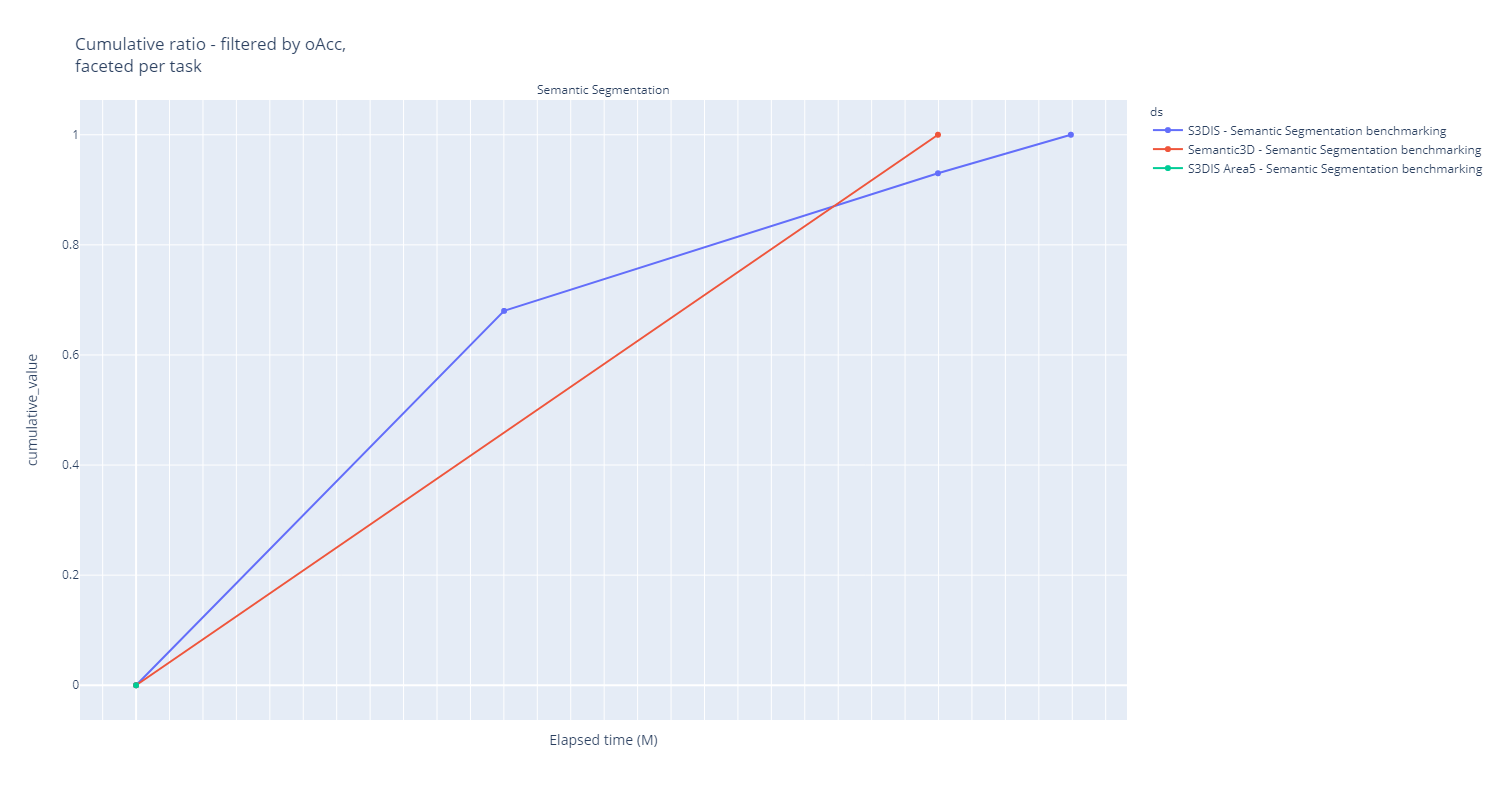 Cumulative ratio - filtered by oAcc,
faceted per task
Semantic Segmentation
ds
S3DIS - Semantic Segmentation benchmarking
Semantic3D - Semantic Segmentation benchmarking
S3DIS Area5 - Semantic Segmentation benchmarking
1
0.8
0.6
0.4
0.2
0
cumulative_value
Elapsed time (M)